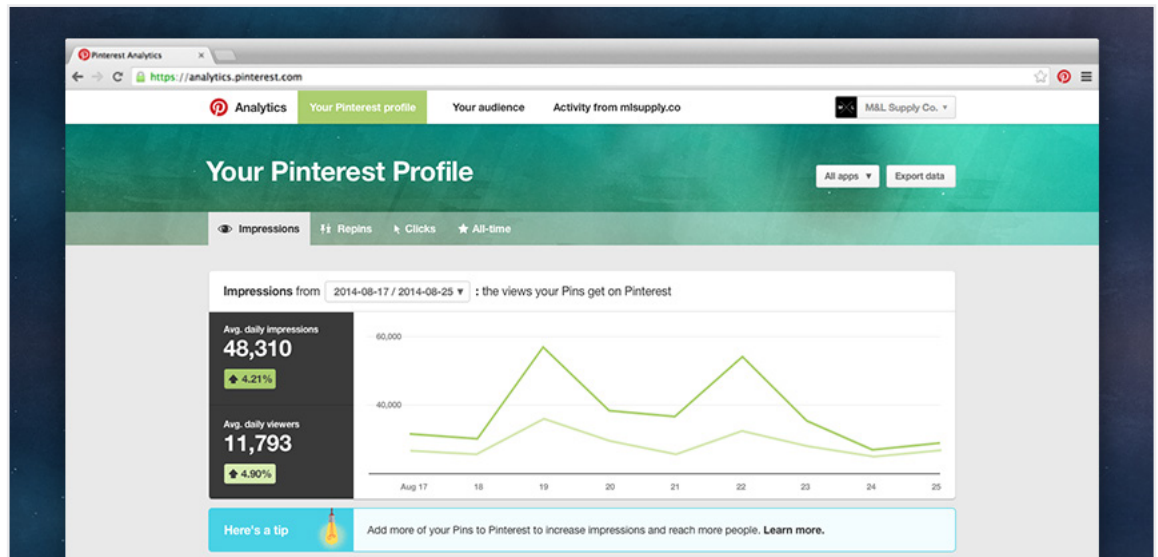 Pinterest Analytics ×
https://analytics.pinterest.com
Analytics Your Pinterest profile Your audience Activity from mlsupply.co M&L Supply Co.
Your Pinterest Profile
All apps Export data
Impressions Repins Clicks All-time
Impressions from 2014-08-17 / 2014-08-25 : the views your Pins get on Pinterest
Avg. daily impressions
48,310
4.21%
Avg. daily viewers
11,793
4.90%
60,000
40,000
Aug 17 18 19 20 21 22 23 24 25
Here's a tip Add more of your Pins to Pinterest to increase impressions and reach more people. Learn more.